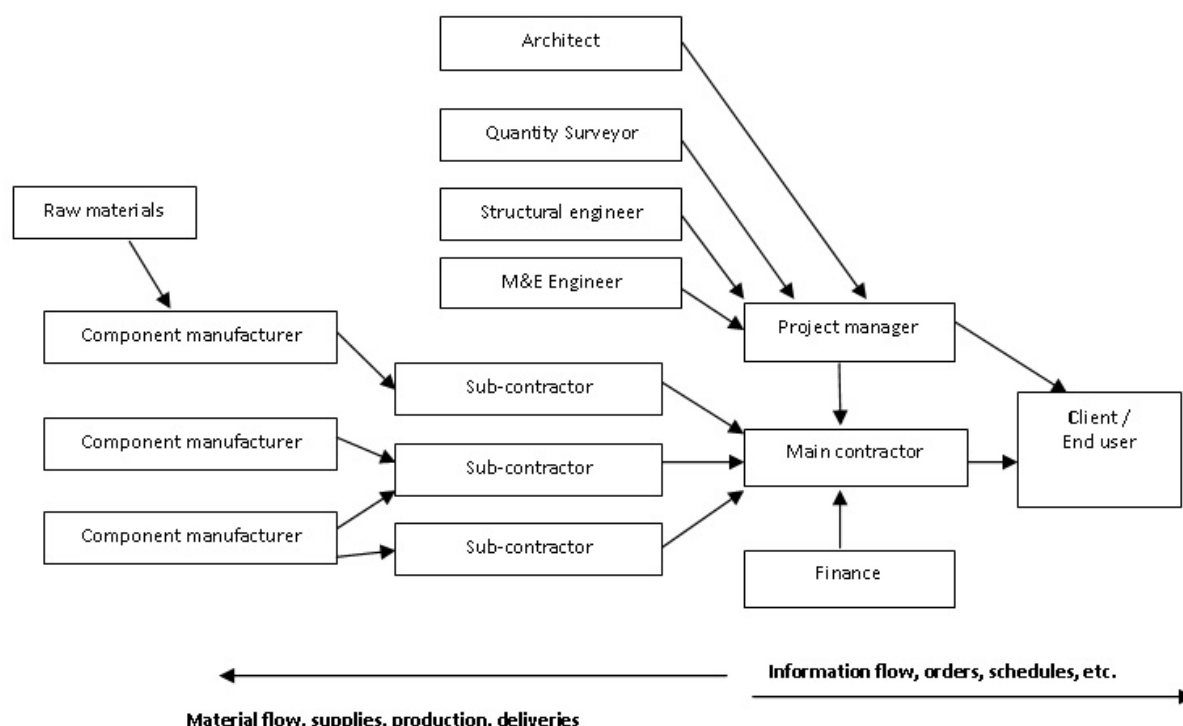 Architect
Quantity Surveyor
Raw materials
Structural engineer
M&E Engineer
Component manufacturer
Project manager
Sub-contractor
Client /
End user
Component manufacturer
Main contractor
Sub-contractor
Component manufacturer
Sub-contractor
Finance
Information flow, orders, schedules, etc.
Material flow, supplies, production, deliveries